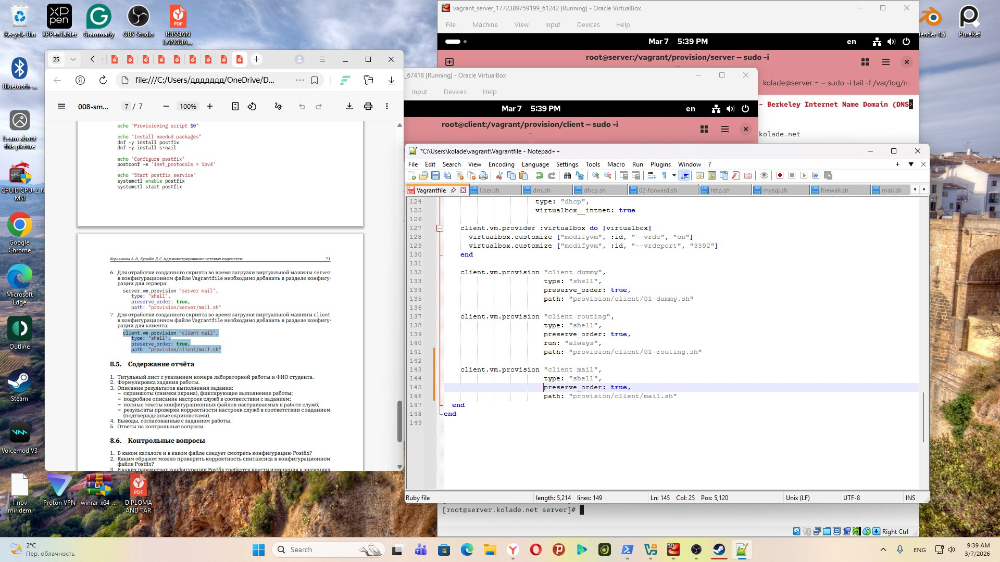 Recycle Bin
XPPenTablet
Grammarly
OBS Studio
RUSSIAN
LANGUA...
Bluetooth-...
Learn about
this picture
CPUID CPU-Z N
MSI
Google
Chrome
Microsoft
Edge
Outline
Steam
Voicemod V3
1 nov
mir.dem
Proton VPN
winrar-x64-...
DIPLOMA
AND TAR
lender 4.5
PureRef
25
file:///C:/Users/ддддддд/OneDrive/D...
008-sm...
7 / 7
100%
echo "Provisioning script $0"
echo "Install needed packages"
dnf -y install postfix
dnf -y install s-nail
echo "Configure postfix"
postconf -e 'inet_protocols = ipv4'
echo "Start postfix service"
systemctl enable postfix
systemctl start postfix
Королькова А. В., Кулябов Д. С. Администрирование сетевых подсистем 71
6. Для отработки созданного скрипта во время загрузки виртуальной машины server
в конфигурационном файле Vagrantfile необходимо добавить в разделе конфигу-
рации для сервера:
server.vm.provision "server mail",
type: "shell",
preserve_order: true,
path: "provision/server/mail.sh"
7. Для отработки созданного скрипта во время загрузки виртуальной машины client
в конфигурационном файле Vagrantfile необходимо добавить в разделе конфигу-
рации для клиента:
client.vm.provision "client mail",
type: "shell",
preserve_order: true,
path: "provision/client/mail.sh"
8.5. Содержание отчёта
1. Титульный лист с указанием номера лабораторной работы и ФИО студента.
2. Формулировка задания работы.
3. Описание результатов выполнения задания:
– скриншоты (снимки экрана), фиксирующие выполнение работы;
– подробное описание настроек служб в соответствии с заданием;
– полные тексты конфигурационных файлов настраиваемых в работе служб;
– результаты проверки корректности настроек служб в соответствии с заданием
(подтверждённые скриншотами).
4. Выводы, согласованные с заданием работы.
5. Ответы на контрольные вопросы.
8.6. Контрольные вопросы
1. В каком каталоге и в каком файле следует смотреть конфигурацию Postfix?
2. Каким образом можно проверить корректность синтаксиса в конфигурационном
файле Postfix?
3. В каких параметрах конфигурации Postfix требуется внести изменения в значениях
vagrant_server_1772389759199_61242 [Running] - Oracle VirtualBox
File Machine View Input Devices Help
Mar 7 5:39 PM
en
root@server:/vagrant/provision/server — sudo -i
kolade@server:~ — sudo -i tail -f /var/log/m
- Berkeley Internet Name Domain (DNS>
/kolade.net
_67418 [Running] - Oracle VirtualBox
Input Devices Help
Mar 7 5:39 PM
en
root@client:/vagrant/provision/client — sudo -i
~
*C:\Users\kolade\vagrant\Vagrantfile - Notepad++
File Edit Search View Encoding Language Settings Tools Macro Run Plugins Window ?
Vagrantfile User.sh dns.sh dhcp.sh 02-forward.sh http.sh mysql.sh firewall.sh mail.sh
124 type: "dhcp",
125 virtualbox__intnet: true
126
127 client.vm.provider :virtualbox do |virtualbox|
128 virtualbox.customize ["modifyvm", :id, "--vrde", "on"]
129 virtualbox.customize ["modifyvm", :id, "--vrdeport", "3392"]
130 end
131
132 client.vm.provision "client dummy",
133 type: "shell",
134 preserve_order: true,
135 path: "provision/client/01-dummy.sh"
136
137 client.vm.provision "client routing",
138 type: "shell",
139 preserve_order: true,
140 run: "always",
141 path: "provision/client/01-routing.sh"
142
143 client.vm.provision "client mail",
144 type: "shell",
145 preserve_order: true,
146 path: "provision/client/mail.sh"
147 end
148 end
149
Ruby file length: 5,214 lines: 149 Ln: 145 Col: 25 Pos: 5,120 Unix (LF) UTF-8 INS
[root@server.kolade.net server]#
Right Ctrl
2°C
Пер. облачность
Search
ENG
9:39 AM
3/7/2026